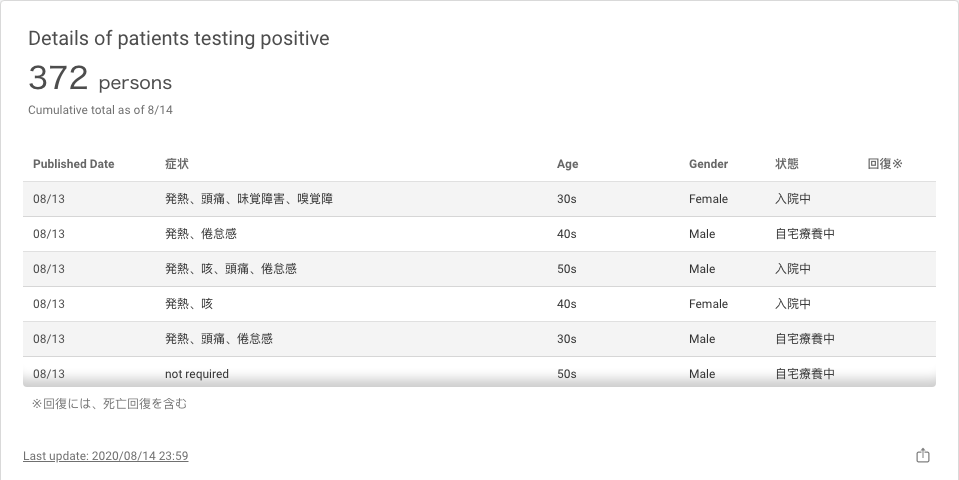 Details of patients testing positive
372 persons
Cumulative total as of 8/14
Published Date 症状 Age Gender 状態 回復※
08/13 発熱、頭痛、味覚障害、嗅覚障 30s Female 入院中
08/13 発熱、倦怠感 40s Male 自宅療養中
08/13 発熱、咳、頭痛、倦怠感 50s Male 入院中
08/13 発熱、咳 40s Female 入院中
08/13 発熱、頭痛、倦怠感 30s Male 自宅療養中
08/13 not required 50s Male 自宅療養中
※回復には、死亡回復を含む
Last update: 2020/08/14 23:59